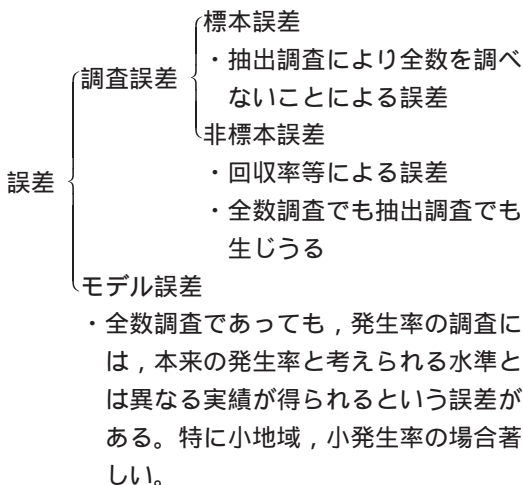 標本誤差
・抽出調査により全数を調べ
ないことによる誤差
調査誤差
非標本誤差
・回収率等による誤差
・全数調査でも抽出調査でも
生じうる
誤差
モデル誤差
・全数調査であっても，発生率の調査に
は，本来の発生率と考えられる水準と
は異なる実績が得られるという誤差が
ある。特に小地域，小発生率の場合著
しい。